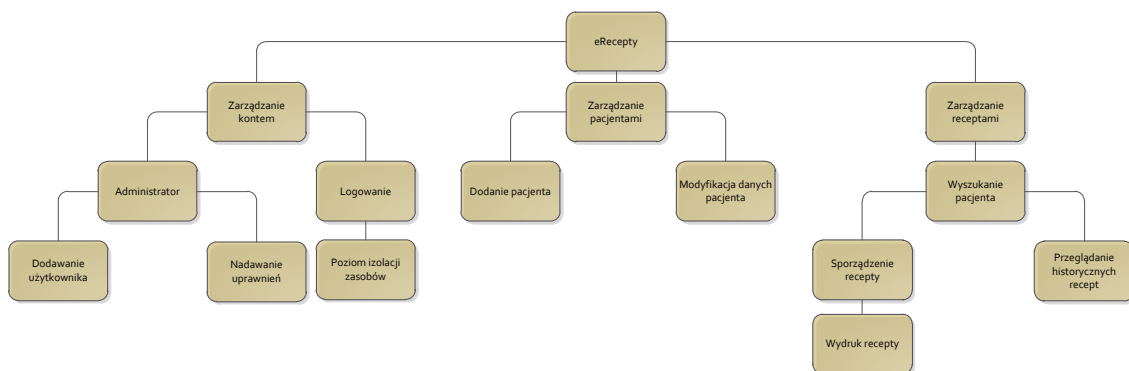 eRecepty
Zarządzanie
kontem
Zarządzanie
pacjentami
Zarządzanie
receptami
Administrator
Logowanie
Dodanie pacjenta
Modyfikacja danych
pacjenta
Wyszukanie
pacjenta
Dodawanie
użytkownika
Nadawanie
uprawnień
Poziom izolacji
zasobów
Sporządzenie
recepty
Przeglądanie
historycznych
recept
Wydruk recepty